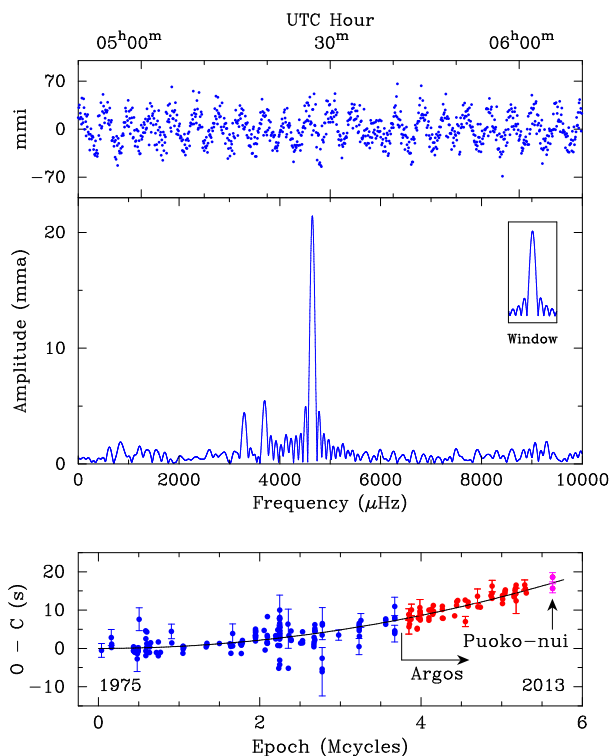 UTC Hour
05ʰ00ᵐ 30ᵐ 06ʰ00ᵐ
70
0
−70
mmi
20
10
0
Amplitude (mma)
Window
0 2000 4000 6000 8000 10000
Frequency (μHz)
20
10
0
−10
O − C (s)
Puoko−nui
Argos
1975 2013
0 2 4 6
Epoch (Mcycles)